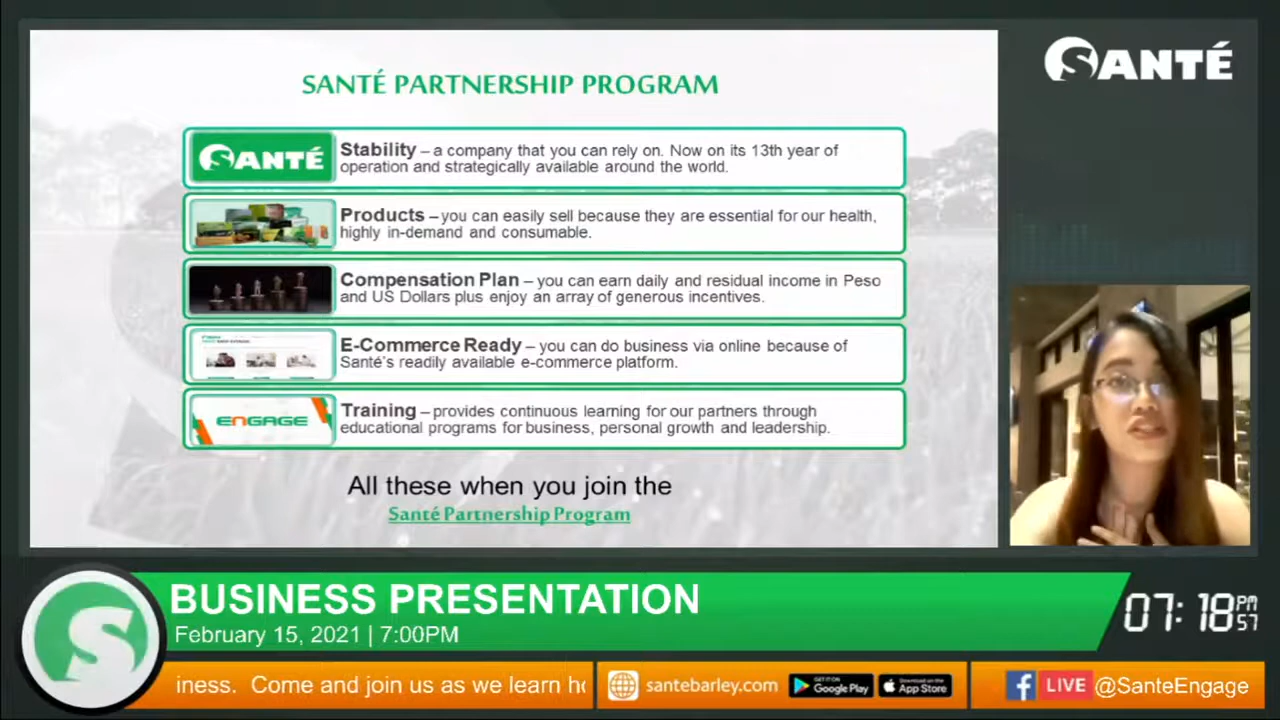 SANTÉ PARTNERSHIP PROGRAM
SANTÉ
SANTÉ
Stability – a company that you can rely on. Now on its 13th year of
operation and strategically available around the world.
Products – you can easily sell because they are essential for our health,
highly in-demand and consumable.
Compensation Plan – you can earn daily and residual income in Peso
and US Dollars plus enjoy an array of generous incentives.
E-Commerce Ready – you can do business via online because of
Santé's readily available e-commerce platform.
ENGAGE
Training – provides continuous learning for our partners through
educational programs for business, personal growth and leadership.
All these when you join the
Santé Partnership Program
BUSINESS PRESENTATION
February 15, 2021 | 7:00PM
07:18 PM 57
iness. Come and join us as we learn
santebarley.com
GET IT ON Google Play
Download on the App Store
LIVE @SanteEngage